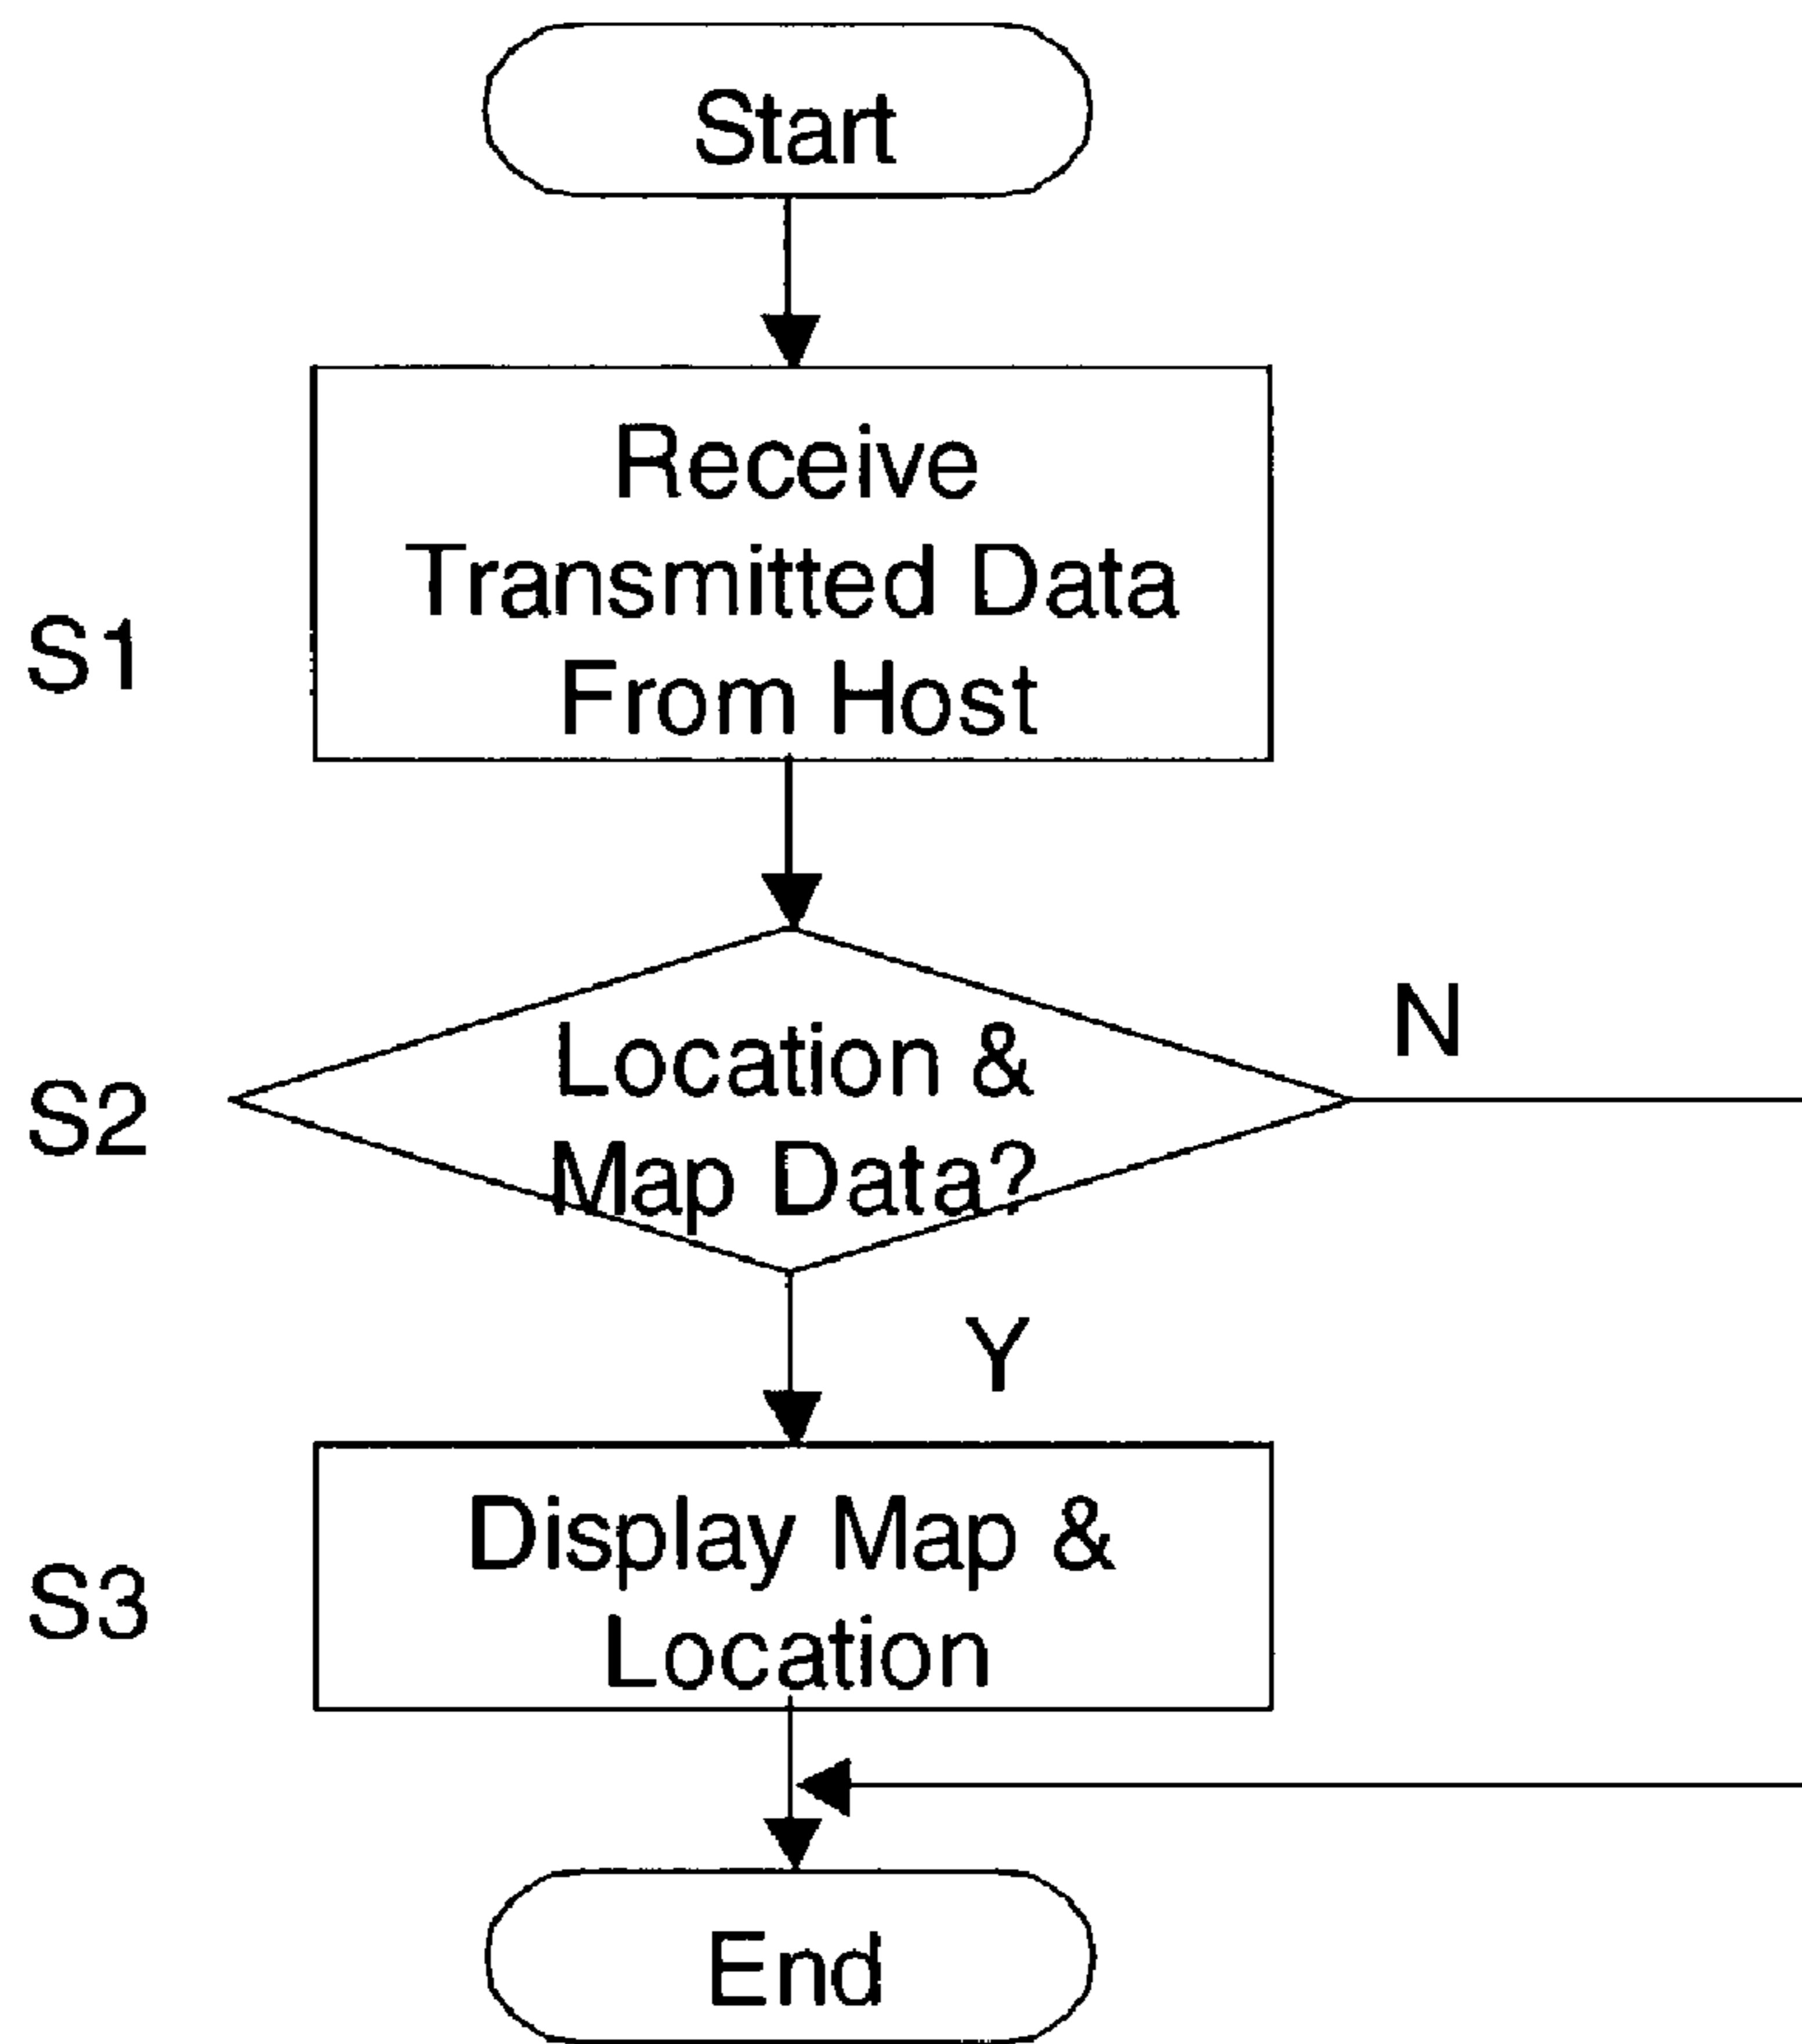 Start
S1
Receive
Transmitted Data
From Host
S2
Location &
Map Data?
N
Y
S3
Display Map &
Location
End